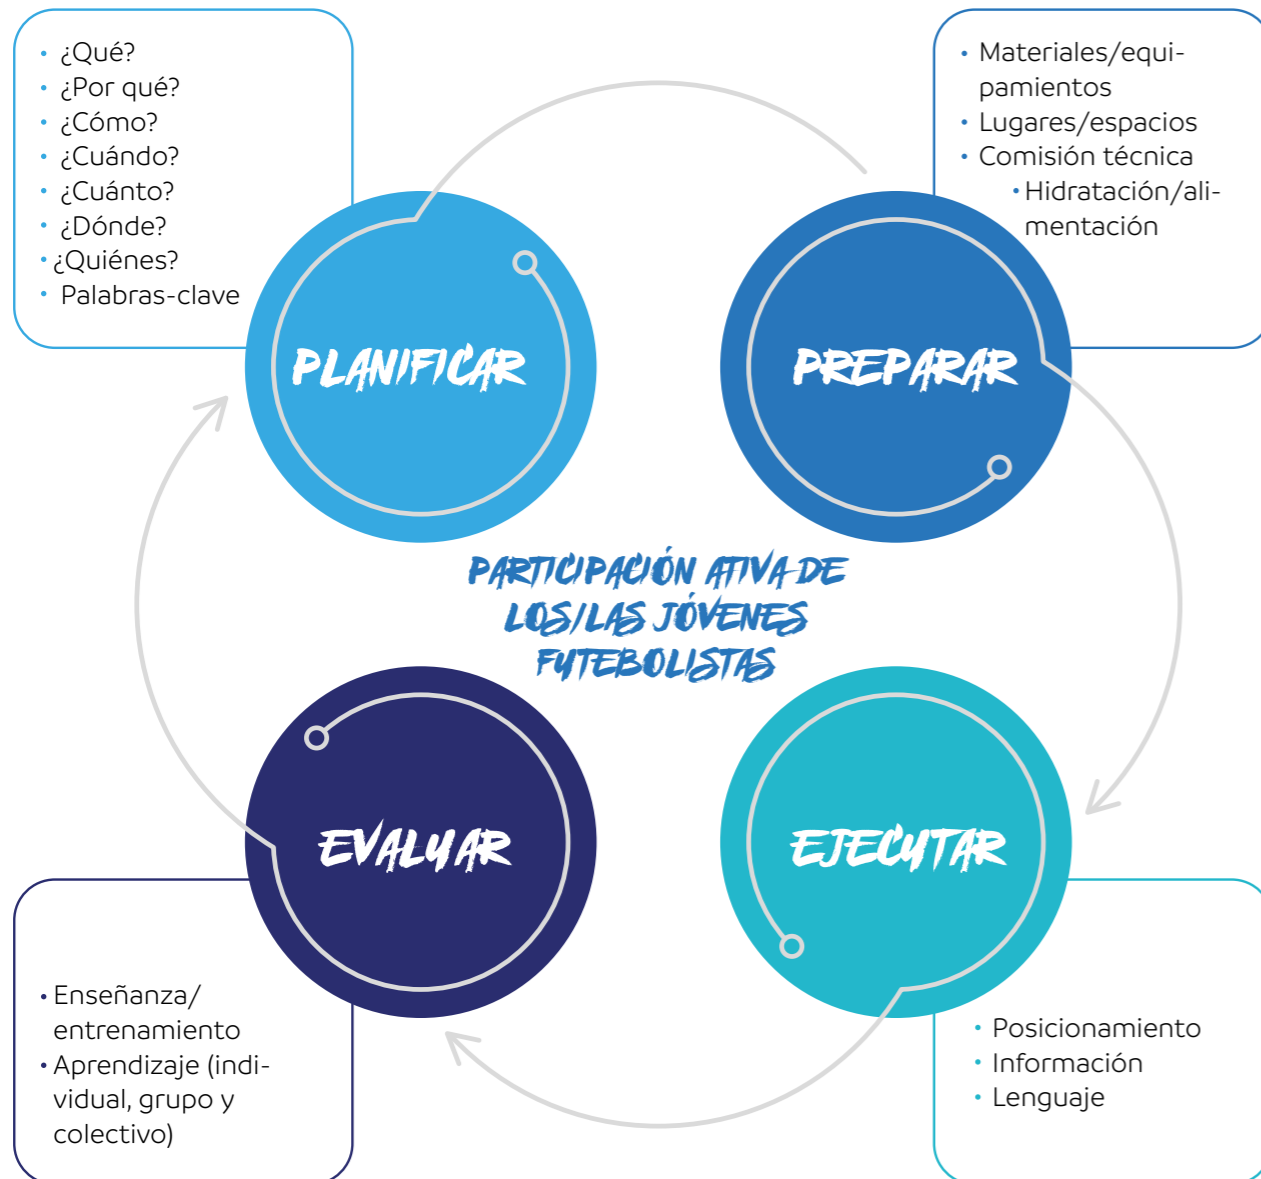 • ¿Qué?
• ¿Por qué?
• ¿Cómo?
• ¿Cuándo?
• ¿Cuánto?
• ¿Dónde?
• ¿Quiénes?
• Palabras-clave
PLANIFICAR
• Materiales/equi-
pamientos
• Lugares/espacios
• Comisión técnica
• Hidratación/ali-
mentación
PREPARAR
PARTICIPACIÓN ATIVA DE
LOS/LAS JÓVENES
FUTEBOLISTAS
EVALUAR
• Enseñanza/
entrenamiento
• Aprendizaje (indi-
vidual, grupo y
colectivo)
EJECUTAR
• Posicionamiento
• Información
• Lenguaje